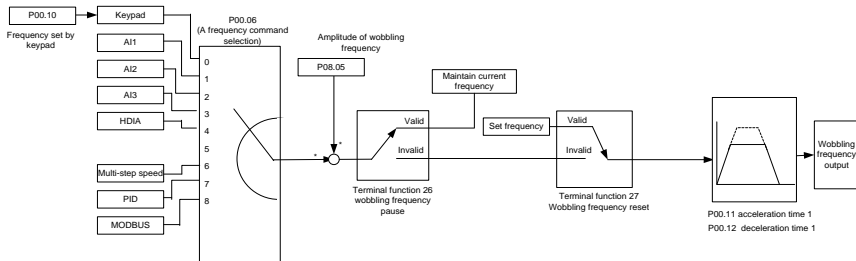 P00.10
Frequency set by
keypad
Keypad
AI1
AI2
AI3
HDIA
Multi-step speed
PID
MODBUS
P00.06
(A frequency command
selection)
0
1
2
3
4
5
6
7
8
Amplitude of wobbling
frequency
P08.05
*
*
Valid
Invalid
Terminal function 26
wobbling frequency
pause
Maintain current
frequency
Set frequency
Valid
Invalid
Terminal function 27
Wobbling frequency reset
P00.11 acceleration time 1
P00.12 deceleration time 1
Wobbling
frequency
output